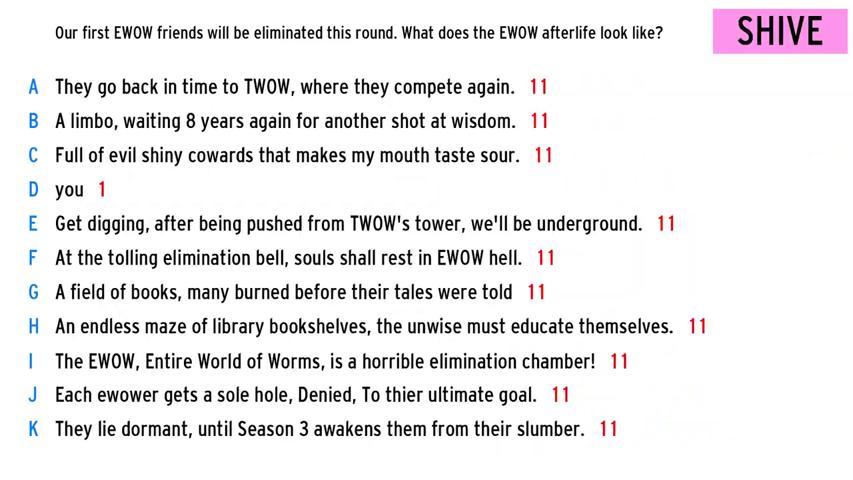 Our first EWOW friends will be eliminated this round. What does the EWOW afterlife look like?
SHIVE
A They go back in time to TWOW, where they compete again. 11
B A limbo, waiting 8 years again for another shot at wisdom. 11
C Full of evil shiny cowards that makes my mouth taste sour. 11
D you 1
E Get digging, after being pushed from TWOW's tower, we'll be underground. 11
F At the tolling elimination bell, souls shall rest in EWOW hell. 11
G A field of books, many burned before their tales were told 11
H An endless maze of library bookshelves, the unwise must educate themselves. 11
I The EWOW, Entire World of Worms, is a horrible elimination chamber! 11
J Each ewower gets a sole hole, Denied, To thier ultimate goal. 11
K They lie dormant, until Season 3 awakens them from their slumber. 11